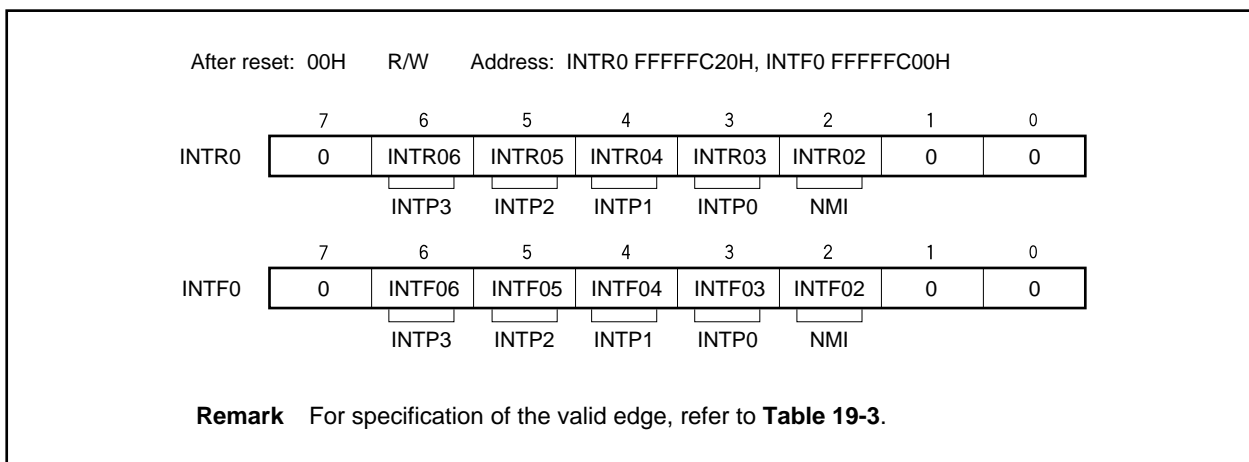 After reset: 00H R/W Address: INTR0 FFFFFC20H, INTF0 FFFFFC00H
7 6 5 4 3 2 1 0
INTR0 0 INTR06 INTR05 INTR04 INTR03 INTR02 0 0
INTP3 INTP2 INTP1 INTP0 NMI
7 6 5 4 3 2 1 0
INTF0 0 INTF06 INTF05 INTF04 INTF03 INTF02 0 0
INTP3 INTP2 INTP1 INTP0 NMI
Remark For specification of the valid edge, refer to Table 19-3.